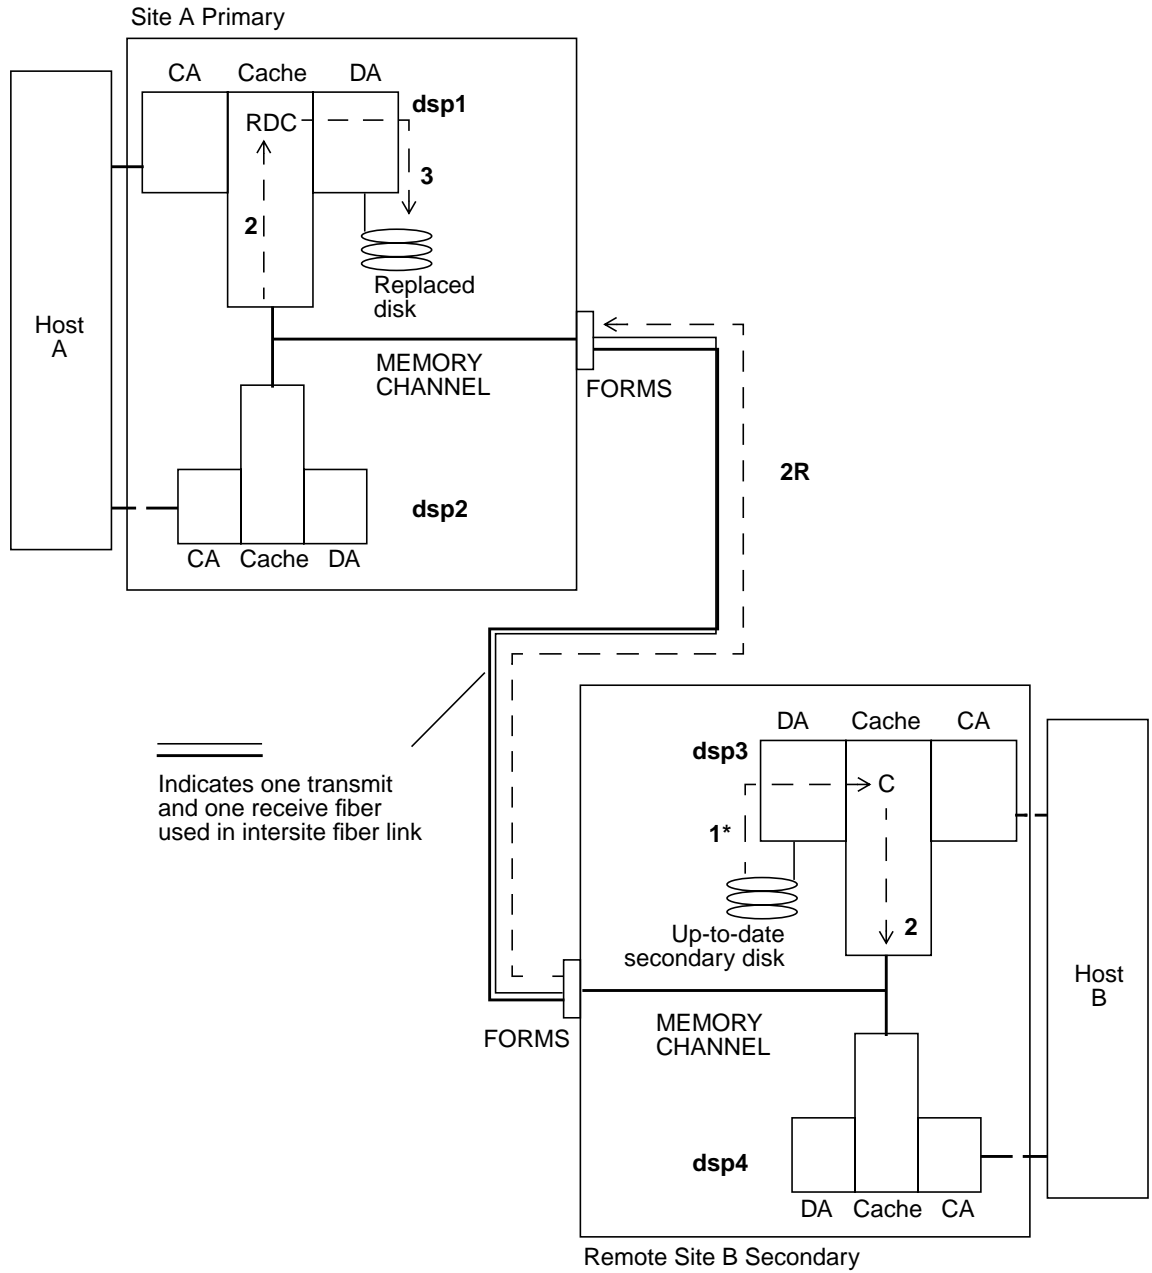 Site A Primary
CA Cache DA
dsp1
RDC
3
2
Replaced
disk
Host
A
MEMORY
CHANNEL
FORMS
2R
dsp2
CA Cache DA
DA Cache CA
dsp3
C
Indicates one transmit
and one receive fiber
used in intersite fiber link
1*
2
Up-to-date
secondary disk
Host
B
MEMORY
CHANNEL
FORMS
dsp4
DA Cache CA
Remote Site B Secondary